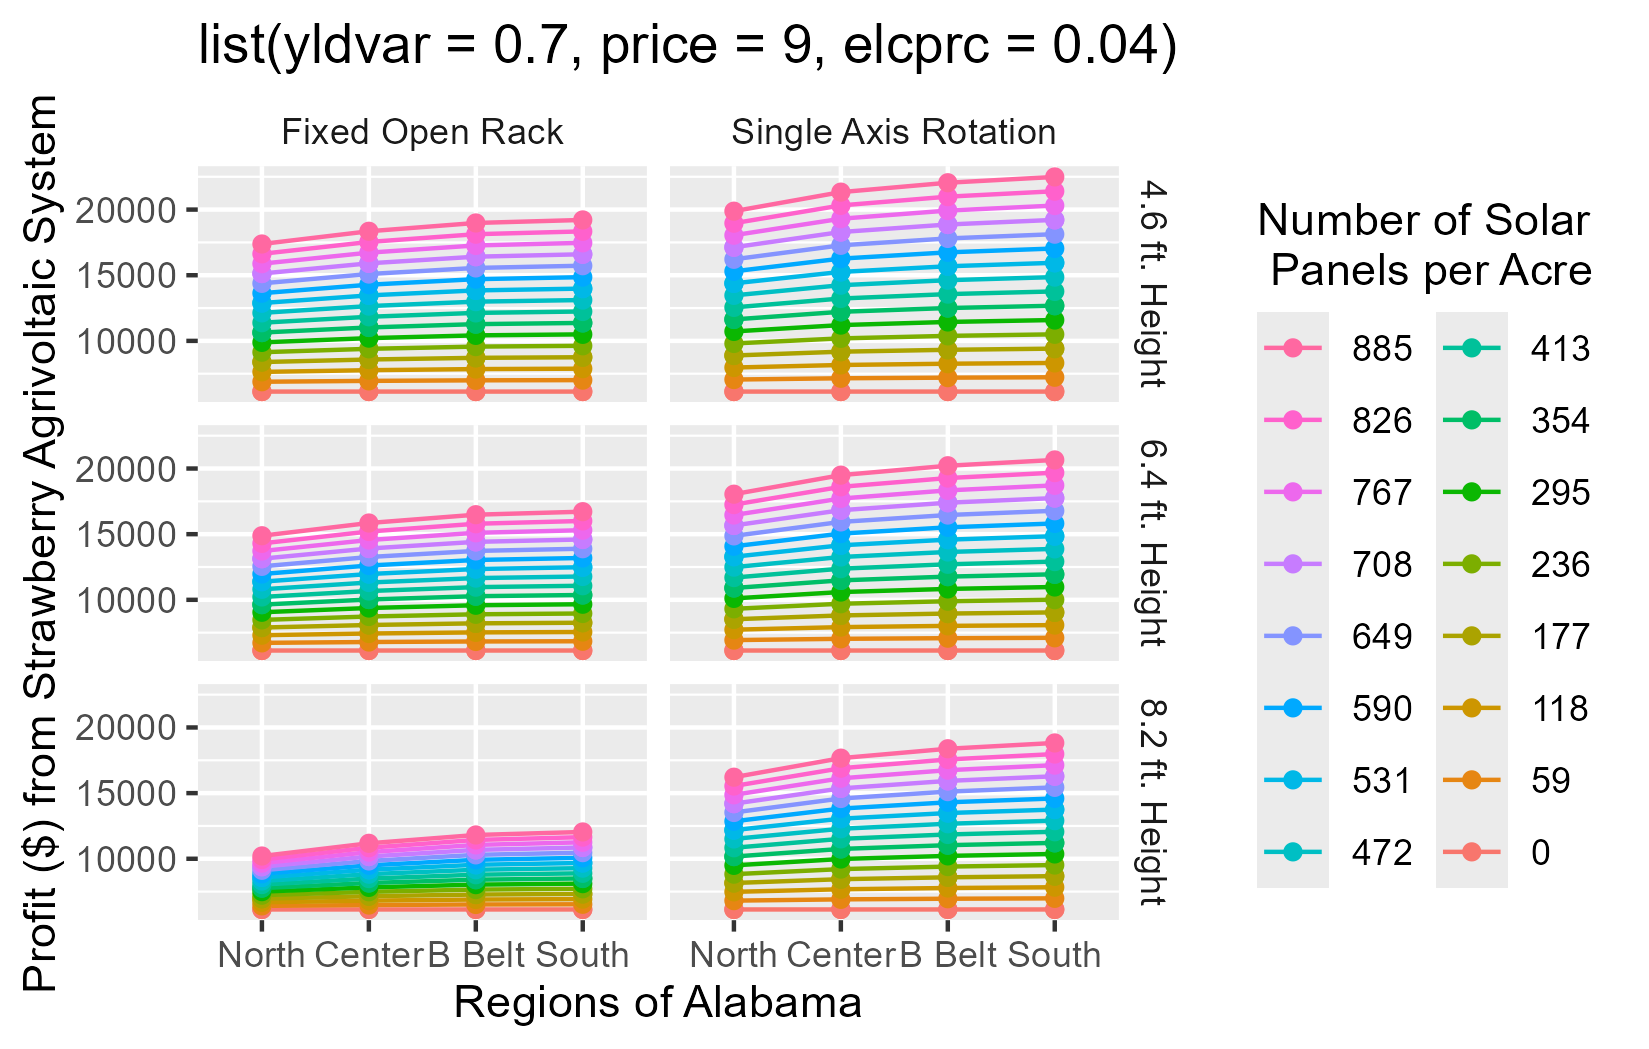 list(yldvar = 0.7, price = 9, elcprc = 0.04)
Profit ($) from Strawberry Agrivoltaic System
Fixed Open Rack
Single Axis Rotation
20000
15000
10000
4.6 ft. Height
20000
15000
10000
6.4 ft. Height
20000
15000
10000
8.2 ft. Height
North Center B Belt South
North Center B Belt South
Regions of Alabama
Number of Solar
Panels per Acre
885 413
826 354
767 295
708 236
649 177
590 118
531 59
472 0